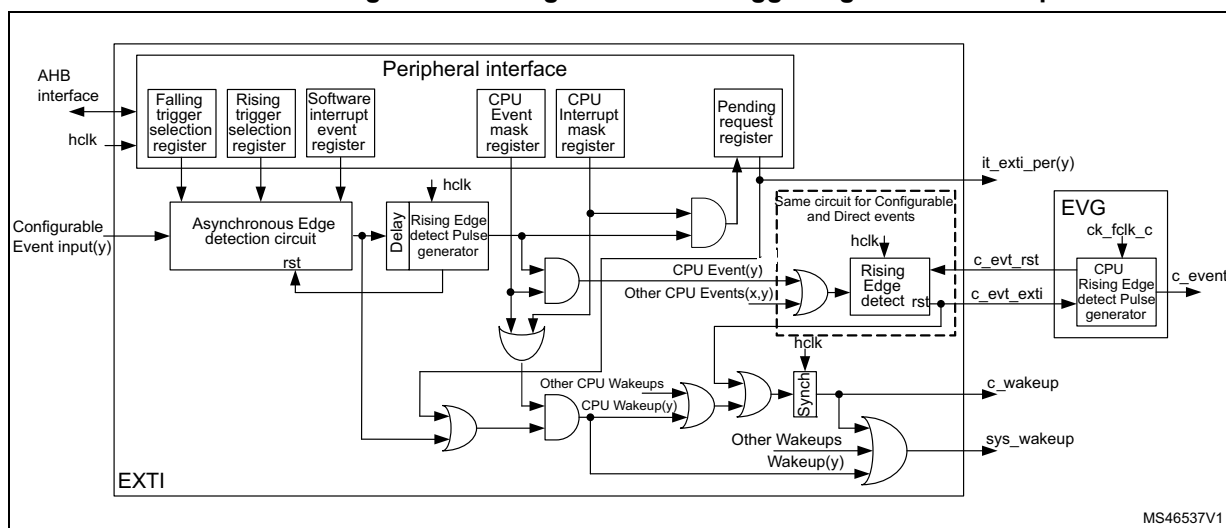 Peripheral interface
AHB
interface
hclk
Falling
trigger
selection
register
Rising
trigger
selection
register
Software
interrupt
event
register
CPU
Event
mask
register
CPU
Interrupt
mask
register
Pending
request
register
it_exti_per(y)
Configurable
Event input(y)
Asynchronous Edge
detection circuit
rst
hclk
Delay
Rising Edge
detect Pulse
generator
Same circuit for Configurable
and Direct events
hclk
Rising
Edge
detect
rst
CPU Event(y)
Other CPU Events(x,y)
EVG
ck_fclk_c
c_evt_rst
c_evt_exti
CPU
Rising Edge
detect Pulse
generator
c_event
hclk
Synch
Other CPU Wakeups
CPU Wakeup(y)
c_wakeup
Other Wakeups
Wakeup(y)
sys_wakeup
EXTI
MS46537V1